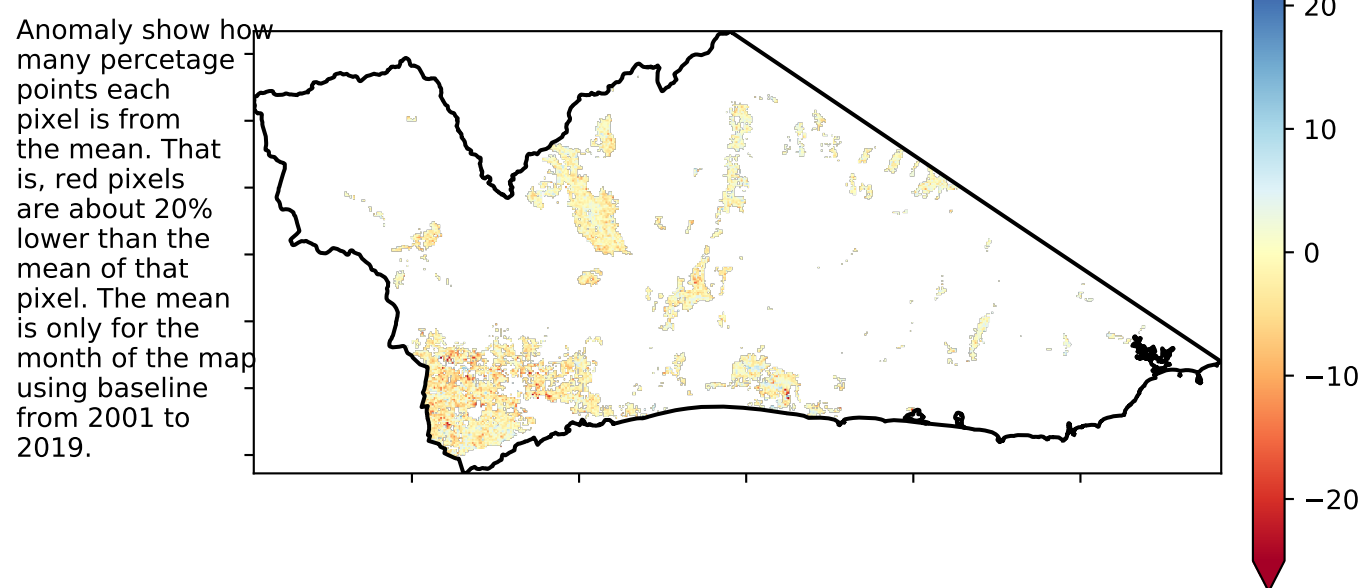 Anomaly show how
many percetage
points each
pixel is from
the mean. That
is, red pixels
are about 20%
lower than the
mean of that
pixel. The mean
is only for the
month of the map
using baseline
from 2001 to
2019.
20
10
0
−10
−20